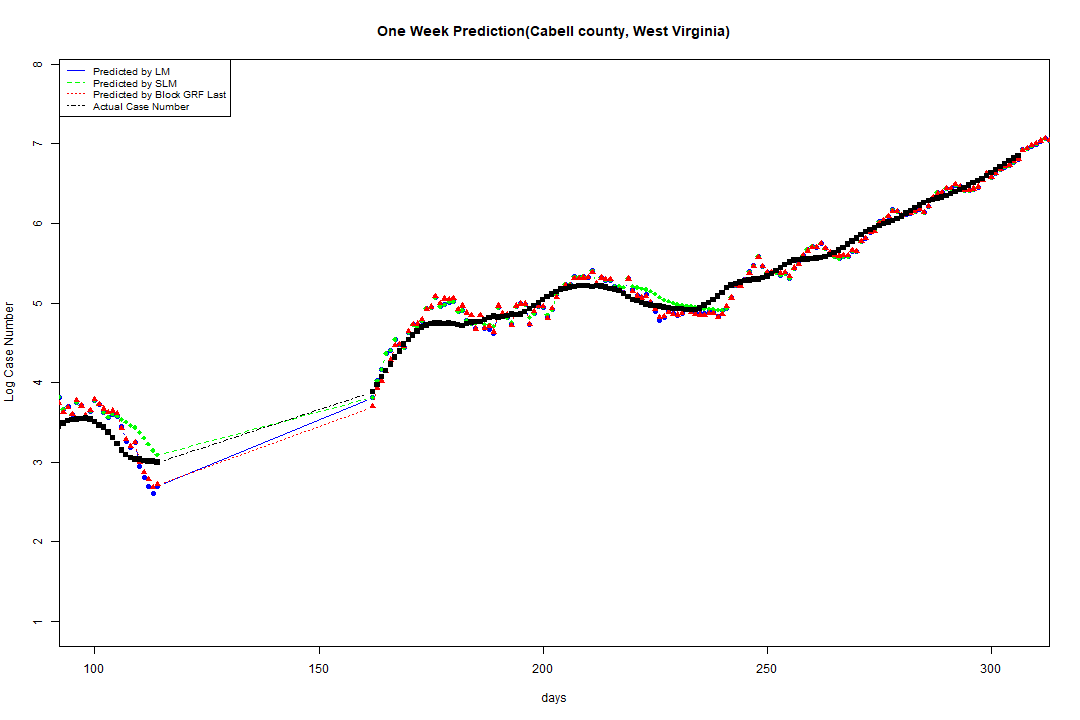 One Week Prediction(Cabell county, West Virginia)
Predicted by LM
Predicted by SLM
Predicted by Block GRF Last
Actual Case Number
8
7
6
5
4
3
2
1
Log Case Number
100 150 200 250 300
days